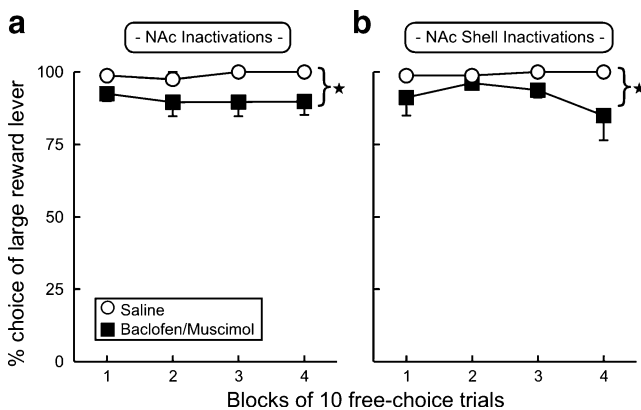 a
- NAc Inactivations -
b
- NAc Shell Inactivations -
% choice of large reward lever
100
75
50
25
0
Saline
Baclofen/Muscimol
1 2 3 4
1 2 3 4
Blocks of 10 free-choice trials